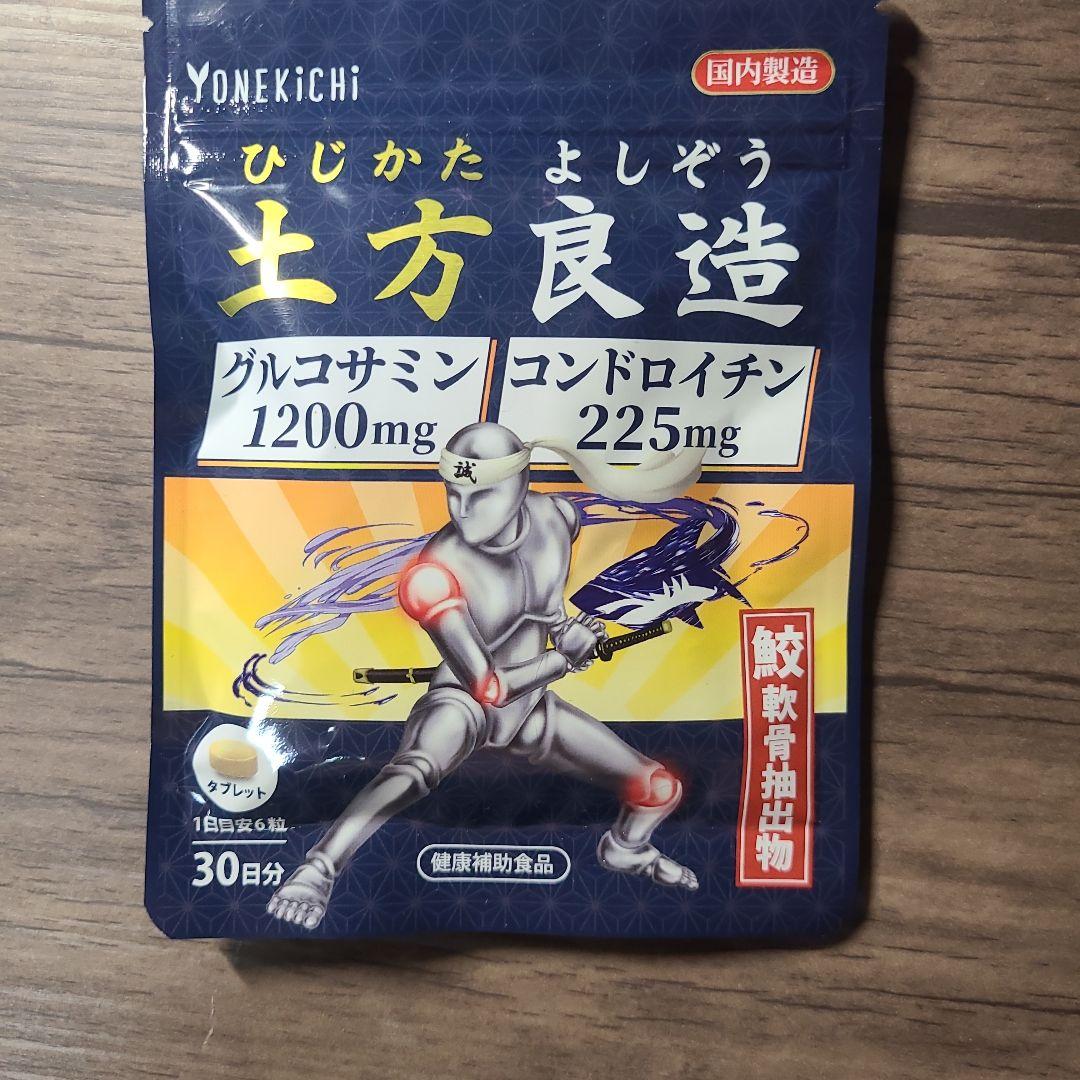 YONEKiCHi
国内製造
ひじかた よしぞう
土方良造
グルコサミン
1200mg
コンドロイチン
225mg
誠
鮫軟骨抽出物
タブレット
1日目安6粒
30日分
健康補助食品